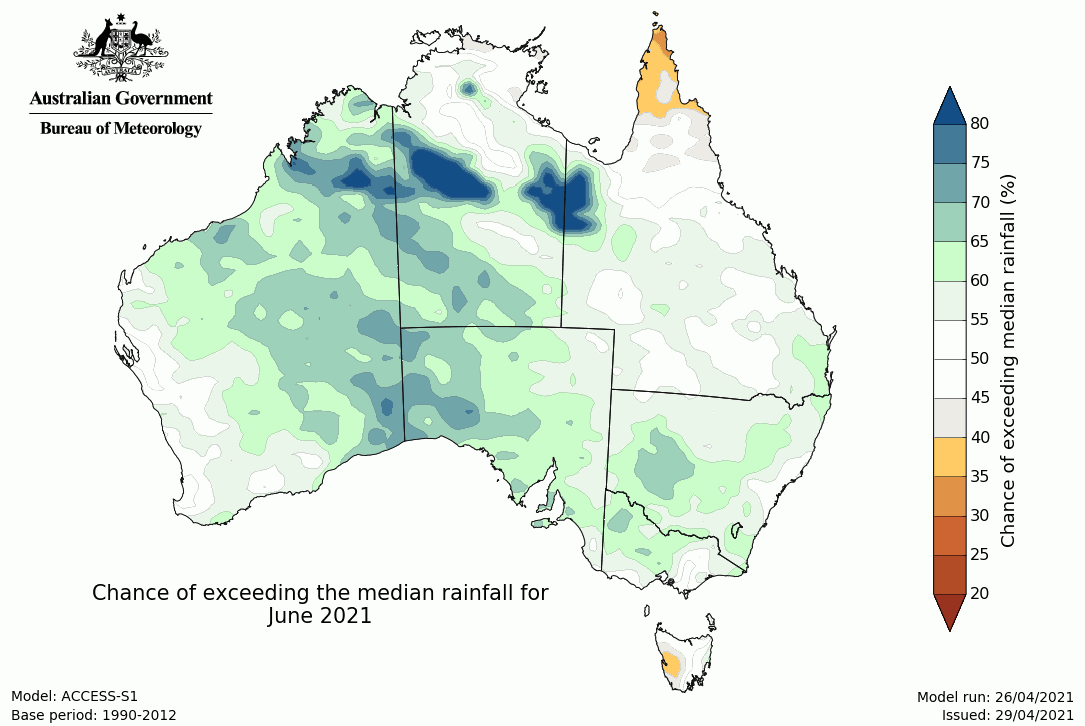 Australian Government
Bureau of Meteorology
80
75
70
65
60
55
50
45
40
35
30
25
20
Chance of exceeding median rainfall (%)
Chance of exceeding the median rainfall for
June 2021
Model: ACCESS-S1
Base period: 1990-2012
Model run: 26/04/2021
Issued: 29/04/2021